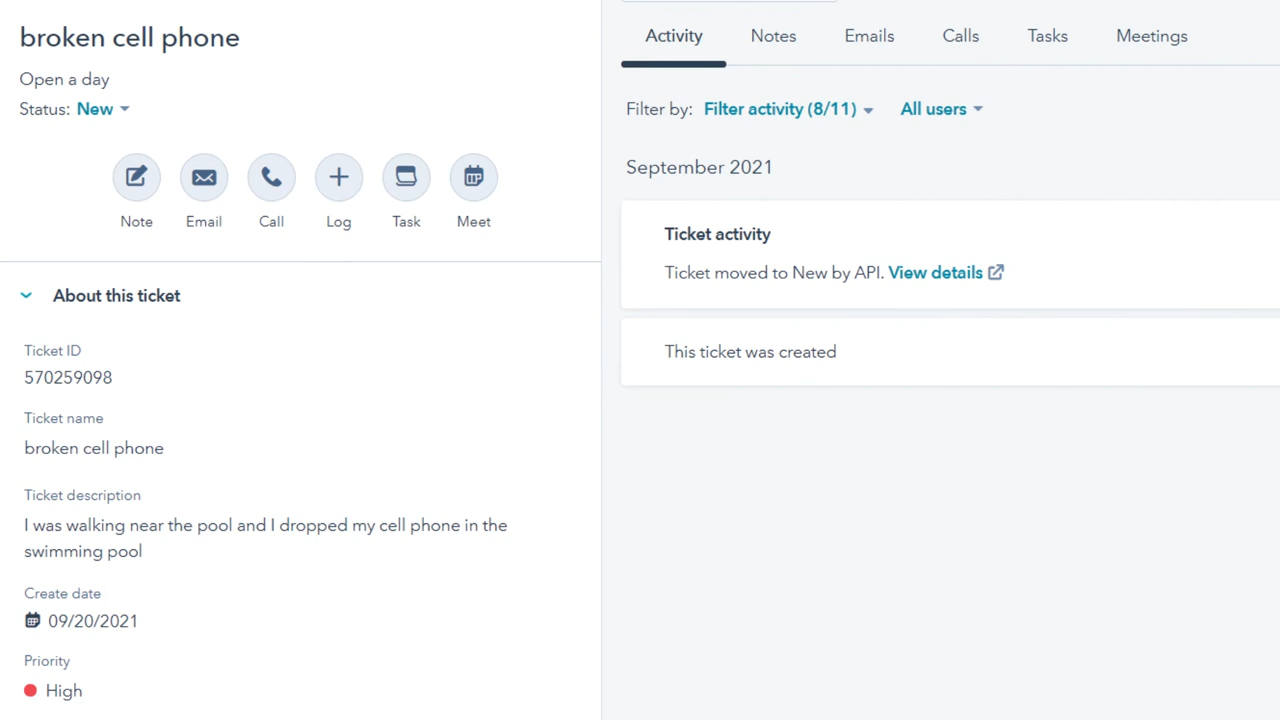 broken cell phone
Open a day
Status: New
Note
Email
Call
Log
Task
Meet
About this ticket
Ticket ID
570259098
Ticket name
broken cell phone
Ticket description
I was walking near the pool and I dropped my cell phone in the
swimming pool
Create date
09/20/2021
Priority
High
Activity
Notes
Emails
Calls
Tasks
Meetings
Filter by: Filter activity (8/11) All users
September 2021
Ticket activity
Ticket moved to New by API. View details
This ticket was created